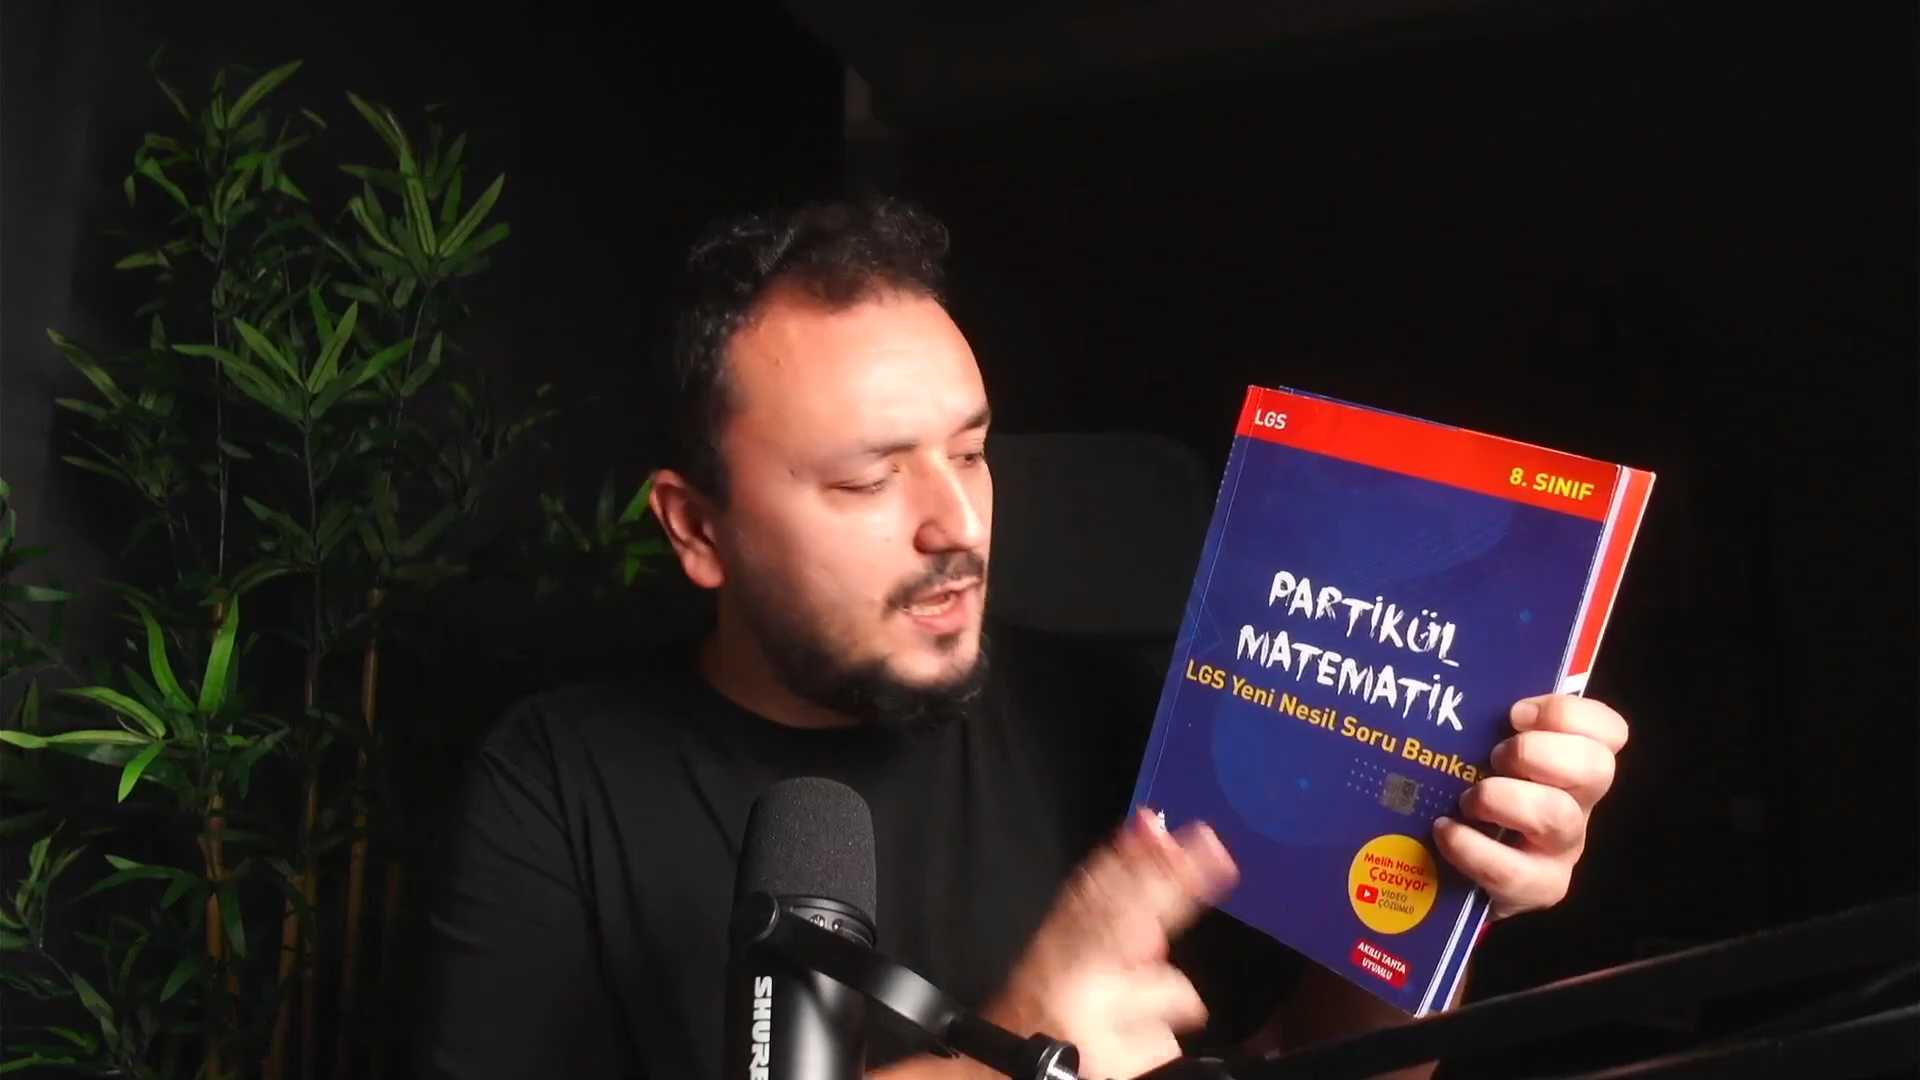 LGS
8. SINIF
PARTİKÜL
MATEMATİK
LGS Yeni Nesil Soru Banka
Melih Hoca
Çözüyor
VİDEO
ÇÖZÜMLÜ
AKILLI TAHTA
UYUMLU
SHURE